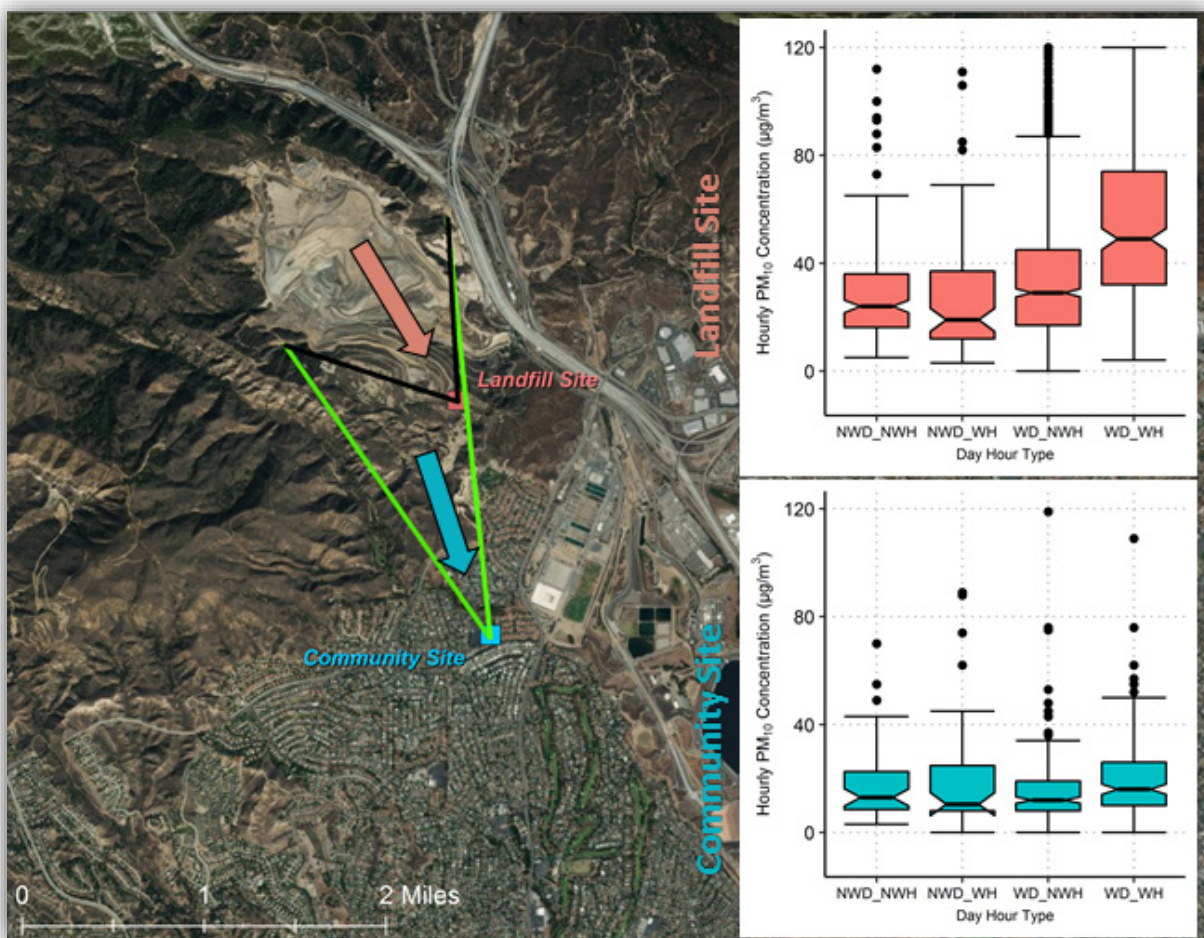 Landfill Site
Community Site
0 1 2 Miles
Landfill Site
Hourly PM₁₀ Concentration (µg/m³)
120
80
40
0
NWD_NWH NWD_WH WD_NWH WD_WH
Day Hour Type
Community Site
Hourly PM₁₀ Concentration (µg/m³)
120
80
40
0
NWD_NWH NWD_WH WD_NWH WD_WH
Day Hour Type